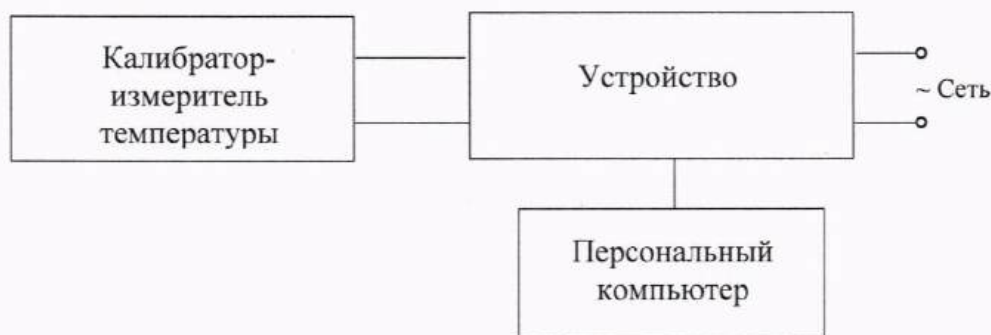 Калибратор-
измеритель
температуры
Устройство
~ Сеть
Персональный
компьютер